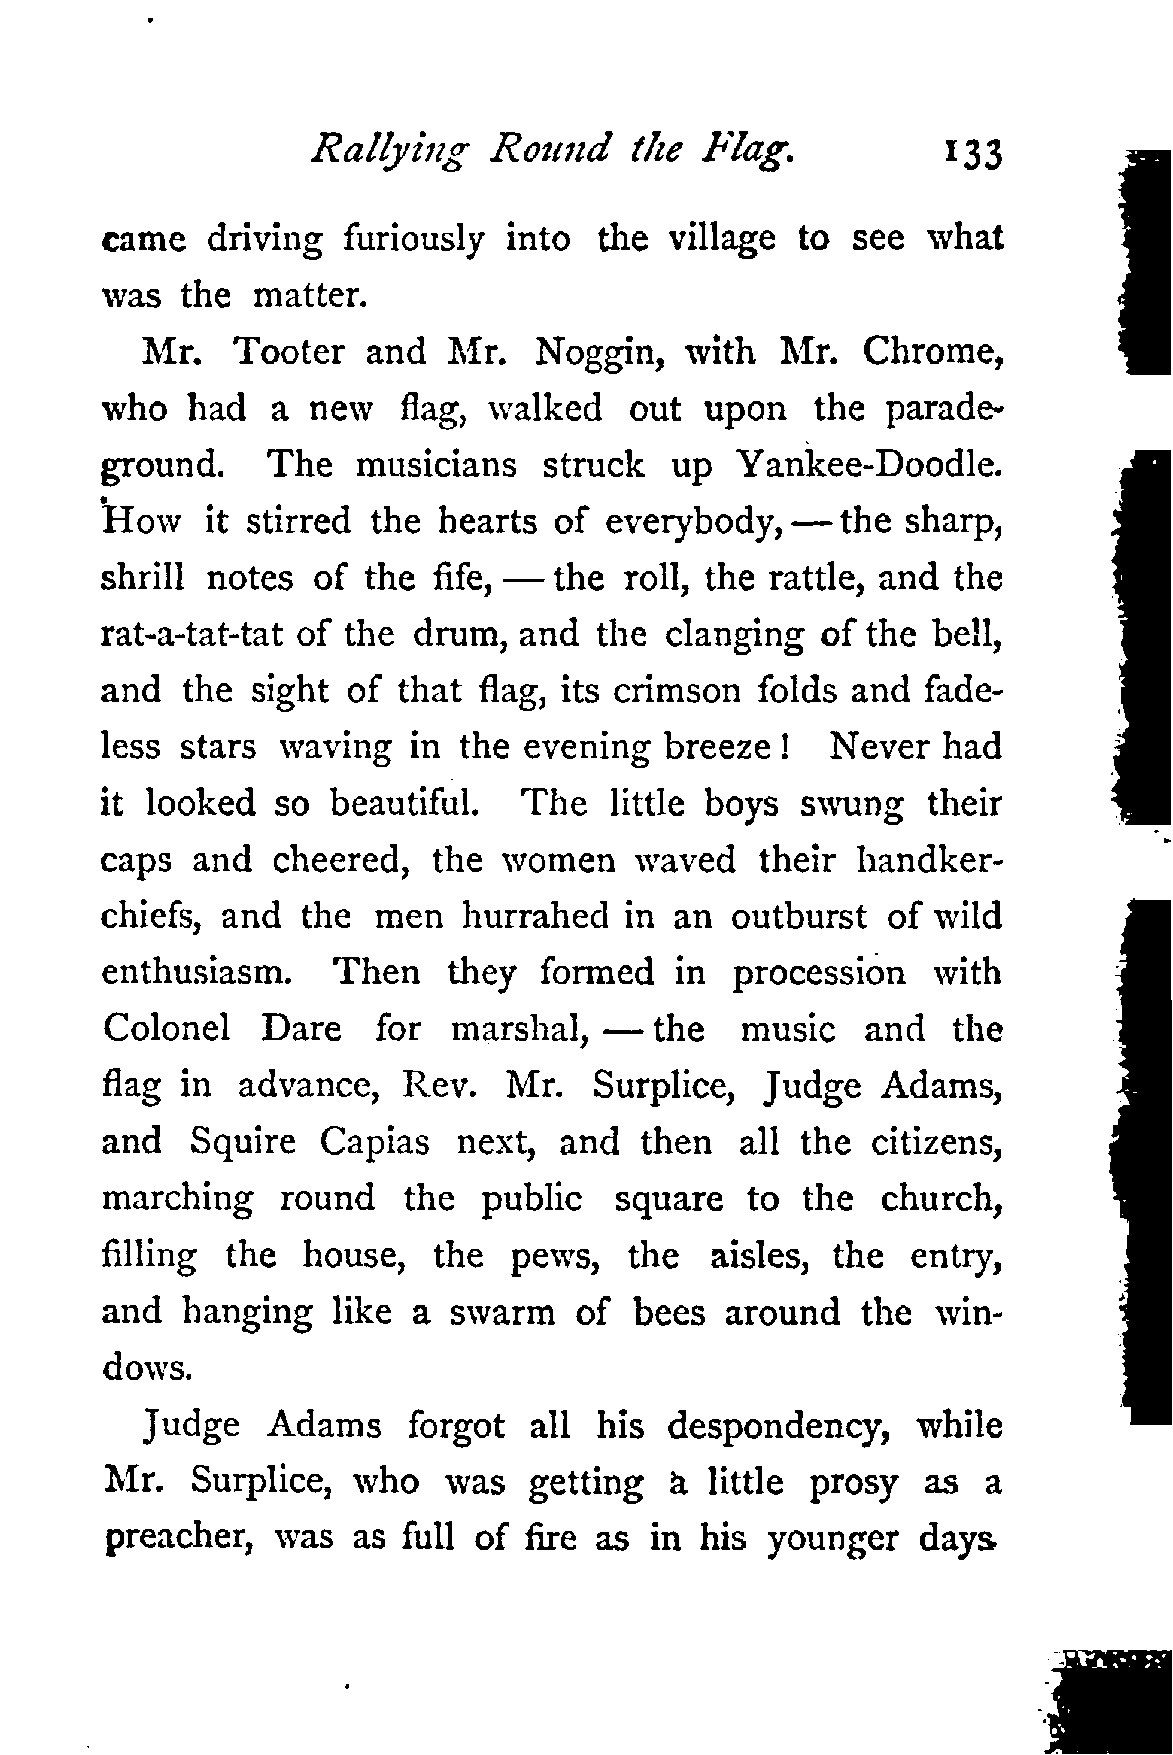 Rallying Round the Flag. 133
came driving furiously into the village to see what
was the matter.
Mr. Tooter and Mr. Noggin, with Mr. Chrome,
who had a new flag, walked out upon the parade-
ground. The musicians struck up Yankee-Doodle.
How it stirred the hearts of everybody, — the sharp,
shrill notes of the fife, — the roll, the rattle, and the
rat-a-tat-tat of the drum, and the clanging of the bell,
and the sight of that flag, its crimson folds and fade-
less stars waving in the evening breeze! Never had
it looked so beautiful. The little boys swung their
caps and cheered, the women waved their handker-
chiefs, and the men hurrahed in an outburst of wild
enthusiasm. Then they formed in procession with
Colonel Dare for marshal, — the music and the
flag in advance, Rev. Mr. Surplice, Judge Adams,
and Squire Capias next, and then all the citizens,
marching round the public square to the church,
filling the house, the pews, the aisles, the entry,
and hanging like a swarm of bees around the win-
dows.
Judge Adams forgot all his despondency, while
Mr. Surplice, who was getting a little prosy as a
preacher, was as full of fire as in his younger days